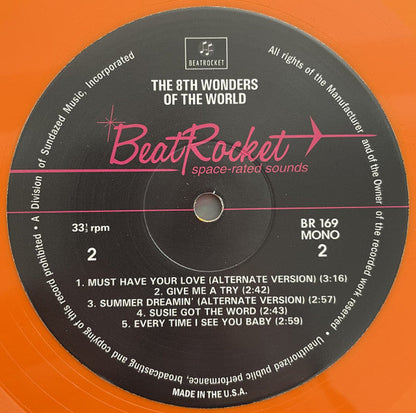 BEATROCKET
THE 8TH WONDERS
OF THE WORLD
BeatRocket
space-rated sounds
33⅓ rpm
2
BR 169
MONO
2
1. MUST HAVE YOUR LOVE (ALTERNATE VERSION) (3:16)
2. GIVE ME A TRY (2:42)
3. SUMMER DREAMIN' (ALTERNATE VERSION) (2:57)
4. SUSIE GOT THE WORD (2:43)
5. EVERY TIME I SEE YOU BABY (2:59)
• A Division of Sundazed Music, Incorporated
All rights of the Manufacturer and of the Owner of the recorded work reserved • Unauthorized public performance, broadcasting and copying of this record prohibited
MADE IN THE U.S.A.